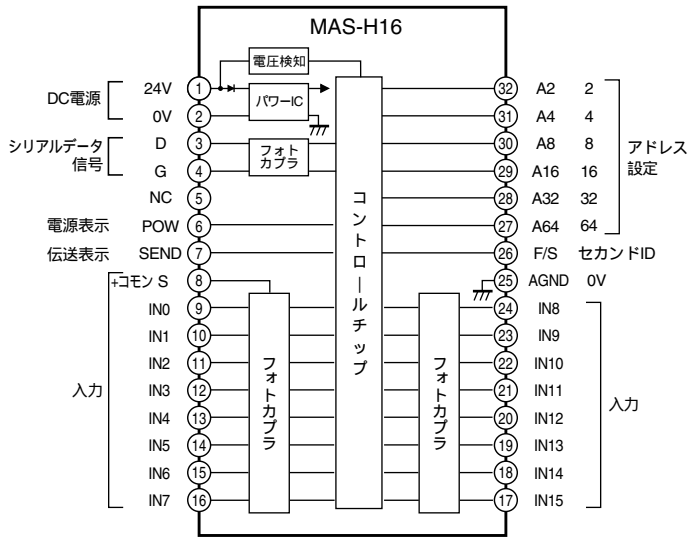 MAS-H16
電圧検知
パワーIC
フォト
カプラ
コントロールチップ
フォトカプラ
フォトカプラ
DC電源
24V 1
0V 2
シリアルデータ
信号
D 3
G 4
NC 5
電源表示 POW 6
伝送表示 SEND 7
+コモン S 8
入力
IN0 9
IN1 10
IN2 11
IN3 12
IN4 13
IN5 14
IN6 15
IN7 16
32 A2 2
31 A4 4
30 A8 8
29 A16 16
28 A32 32
27 A64 64
アドレス
設定
26 F/S セカンドID
25 AGND 0V
24 IN8
23 IN9
22 IN10
21 IN11
20 IN12
19 IN13
18 IN14
17 IN15
入力